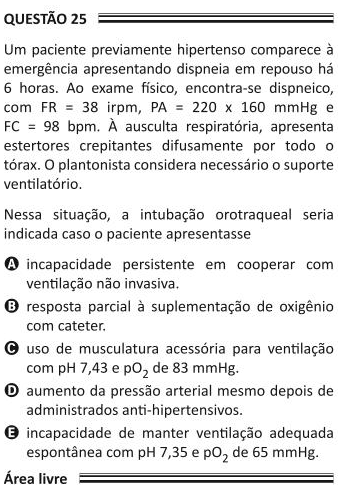 QUESTÃO 25
Um paciente previamente hipertenso comparece à
emergência apresentando dispneia em repouso há
6 horas. Ao exame físico, encontra-se dispneico,
com FR = 38 irpm, PA = 220 x 160 mmHg e
FC = 98 bpm. À ausculta respiratória, apresenta
estertores crepitantes difusamente por todo o
tórax. O plantonista considera necessário o suporte
ventilatório.
Nessa situação, a intubação orotraqueal seria
indicada caso o paciente apresentasse
A incapacidade persistente em cooperar com
ventilação não invasiva.
B resposta parcial à suplementação de oxigênio
com cateter.
C uso de musculatura acessória para ventilação
com pH 7,43 e pO2 de 83 mmHg.
D aumento da pressão arterial mesmo depois de
administrados anti-hipertensivos.
E incapacidade de manter ventilação adequada
espontânea com pH 7,35 e pO2 de 65 mmHg.
Área livre